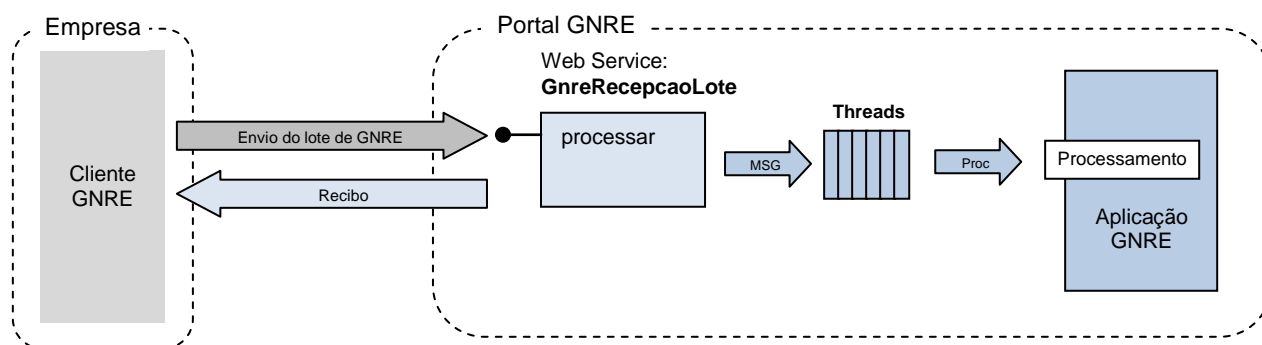 Empresa
Portal GNRE
Web Service:
GnreRecepcaoLote
Threads
Envio do lote de GNRE
processar
Cliente
GNRE
Recibo
MSG
Proc
Processamento
Aplicação
GNRE